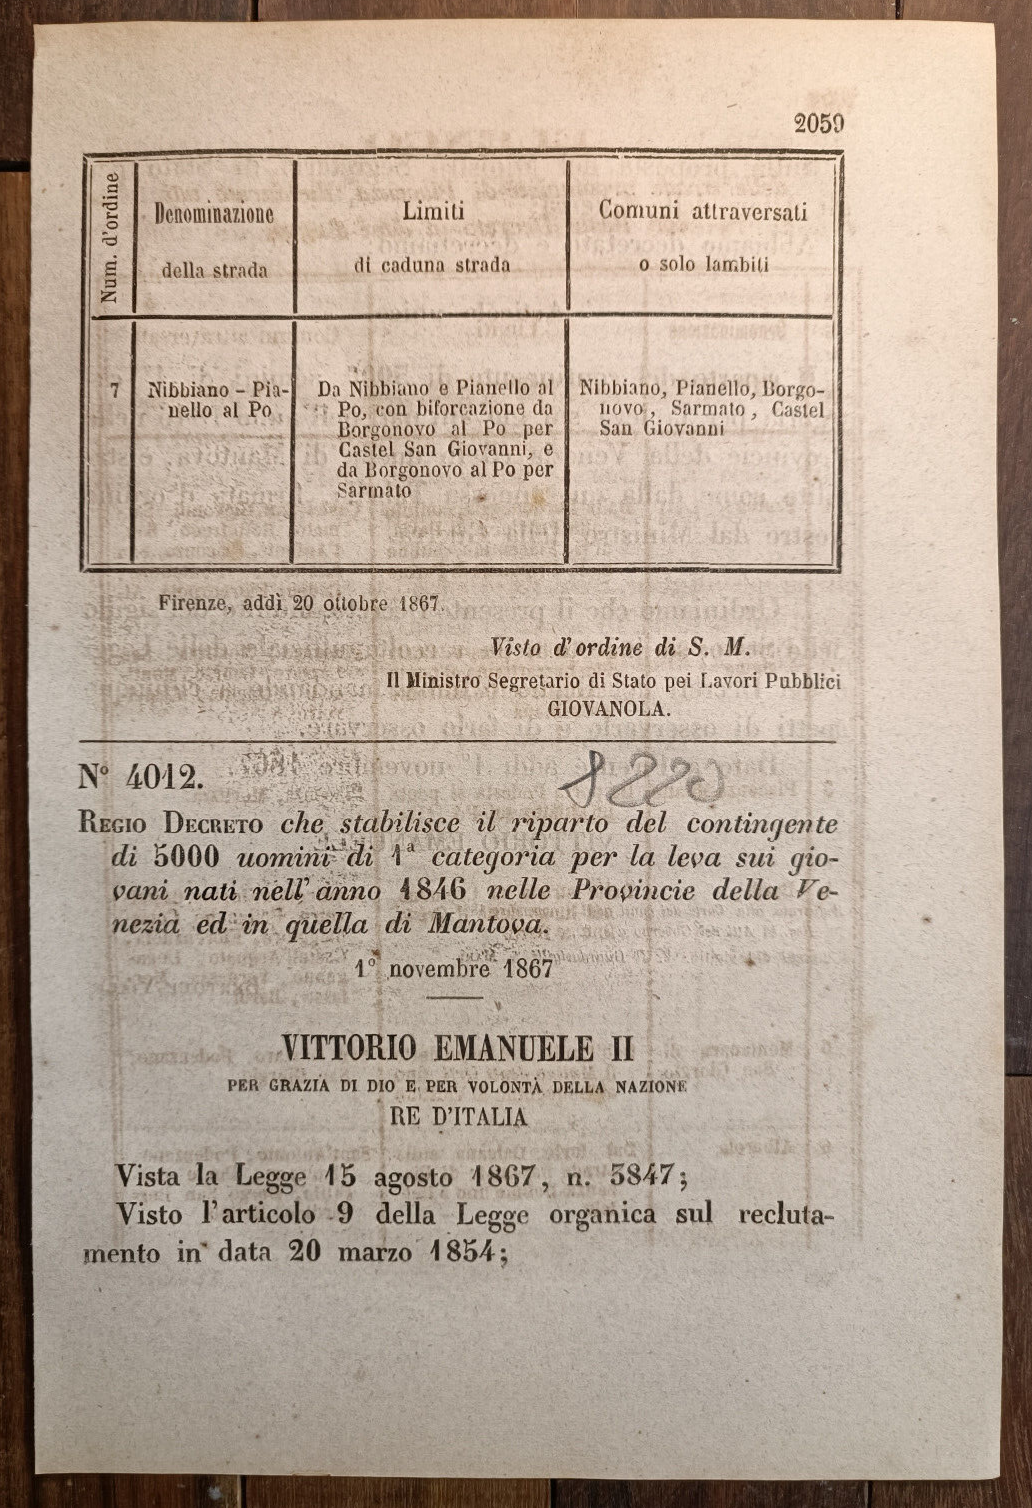 2059
Num. d'ordine
Denominazione
della strada
Limiti
di caduna strada
Comuni attraversati
o solo lambiti
7
Nibbiano - Pia-
nello al Po
Da Nibbiano e Pianello al
Po, con biforcazione da
Borgonovo al Po per
Castel San Giovanni, e
da Borgonovo al Po per
Sarmato
Nibbiano, Pianello, Borgo-
novo, Sarmato, Castel
San Giovanni
Firenze, addì 20 ottobre 1867.
Visto d'ordine di S. M.
Il Ministro Segretario di Stato pei Lavori Pubblici
GIOVANOLA.
N° 4012.
8220
REGIO DECRETO che stabilisce il riparto del contingente
di 5000 uomini di 1ª categoria per la leva sui gio-
vani nati nell'anno 1846 nelle Provincie della Ve-
nezia ed in quella di Mantova.
1° novembre 1867
VITTORIO EMANUELE II
PER GRAZIA DI DIO E PER VOLONTÀ DELLA NAZIONE
RE D'ITALIA
Vista la Legge 15 agosto 1867, n. 3847;
Visto l'articolo 9 della Legge organica sul recluta-
mento in data 20 marzo 1854;